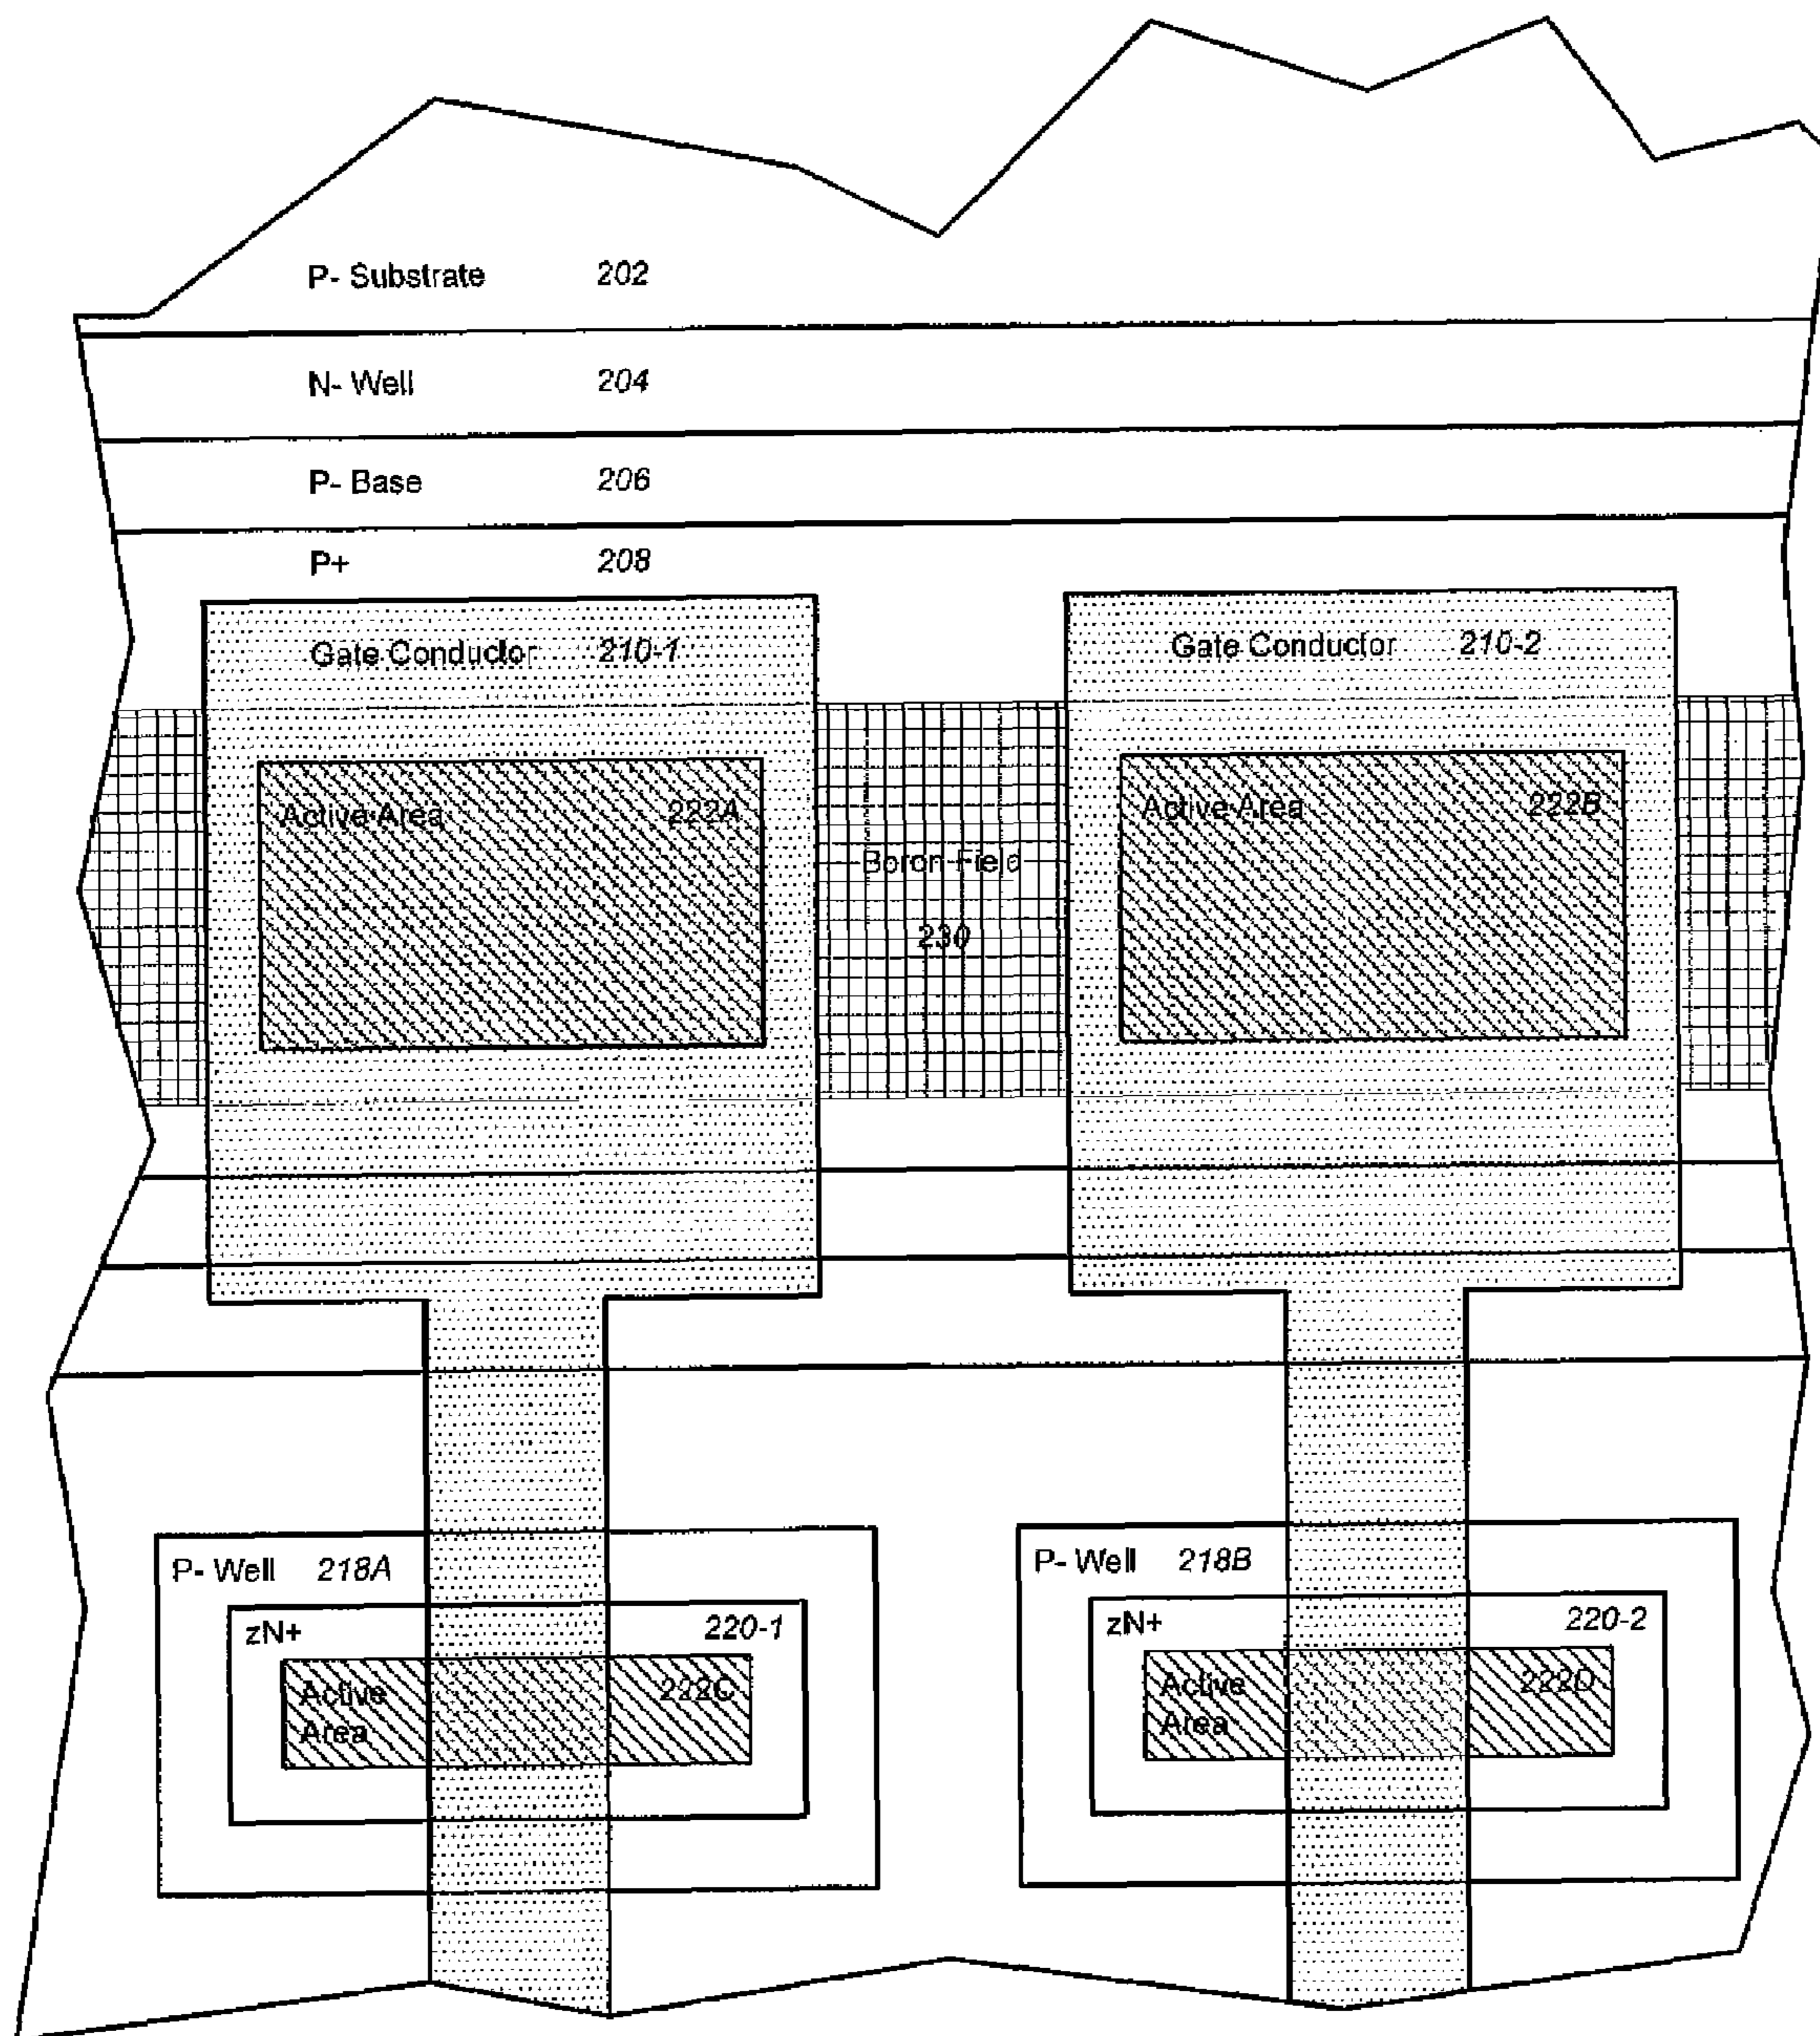 P- Substrate 202
N- Well 204
P- Base 206
P+ 208
Gate Conductor 210-1
Gate Conductor 210-2
Active Area 222A
Active Area 222B
Boron Field
230
P- Well 218A
P- Well 218B
zN+ 220-1
zN+ 220-2
Active 222C
Area
Active 222D
Area